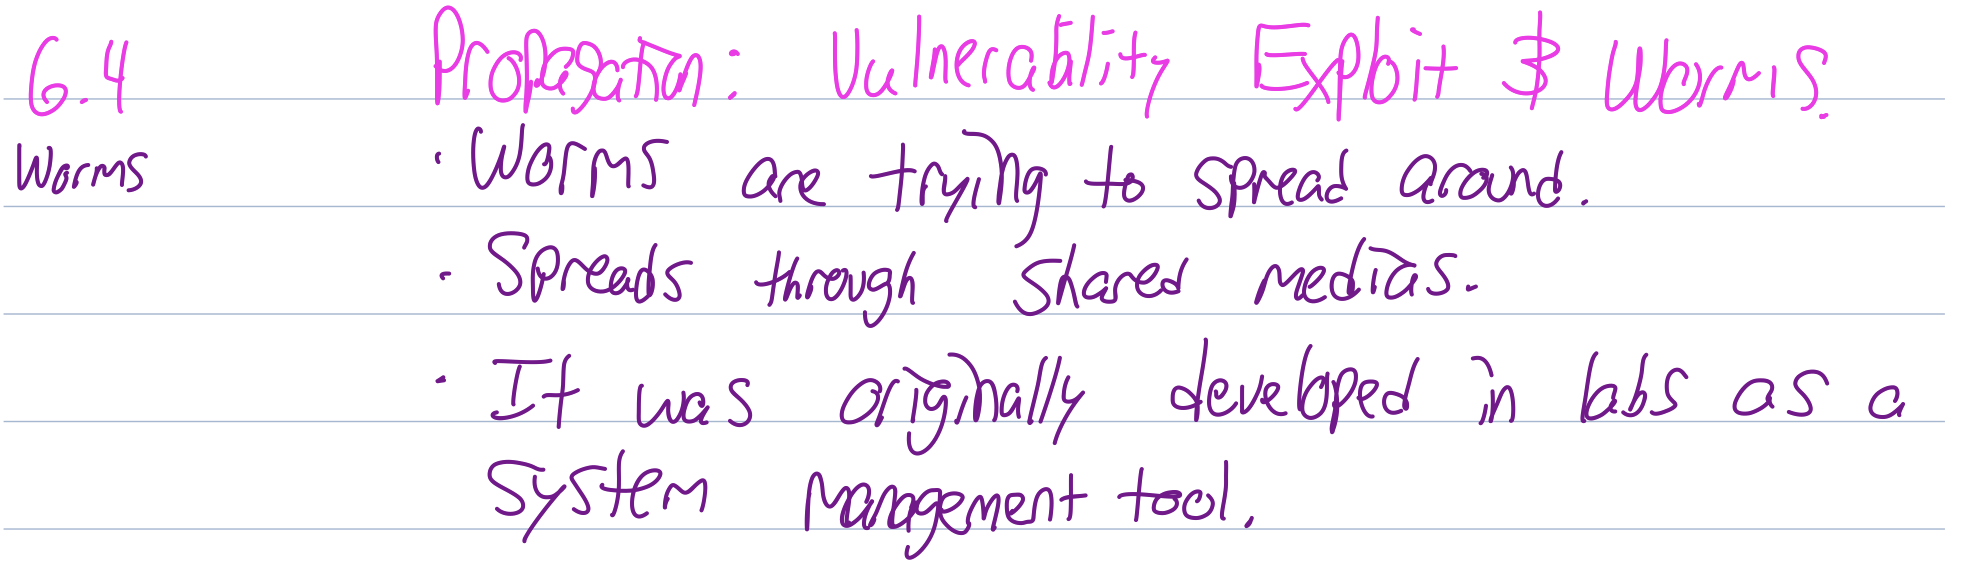 6.4 Propagation: Vulnerability Exploit & Worms.
Worms · Worms are trying to spread around.
· Spreads through shared medias.
· It was originally developed in labs as a
system management tool.